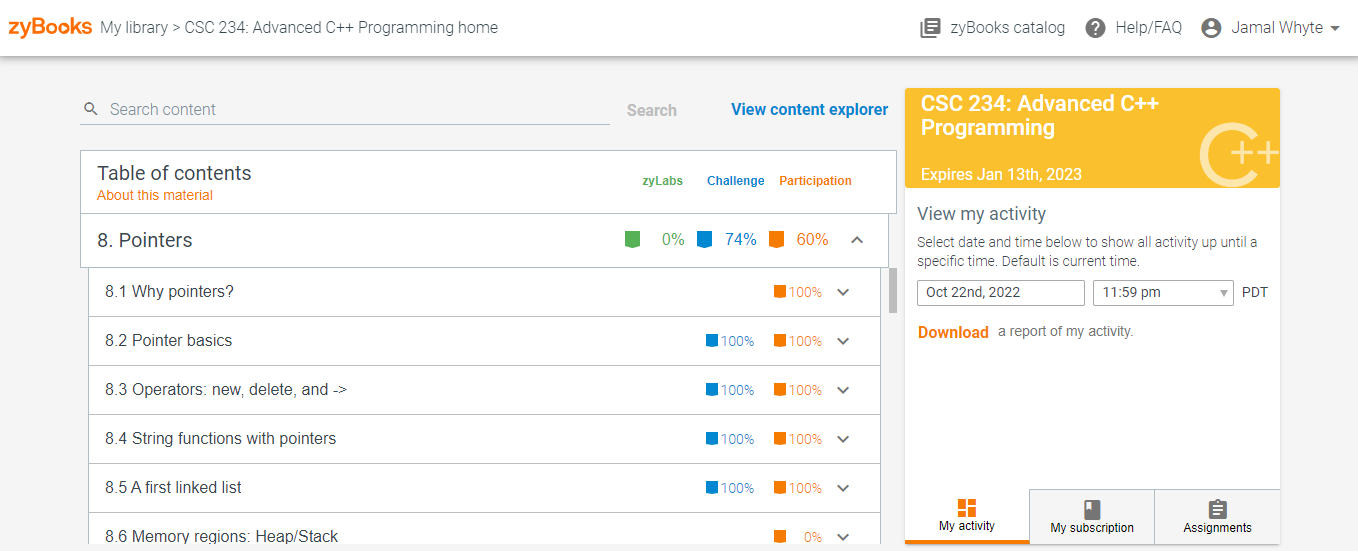 zyBooks My library > CSC 234: Advanced C++ Programming home
zyBooks catalog
Help/FAQ
Jamal Whyte
Search content
Search
View content explorer
Table of contents
About this material
zyLabs Challenge Participation
8. Pointers 0% 74% 60%
8.1 Why pointers? 100%
8.2 Pointer basics 100% 100%
8.3 Operators: new, delete, and -> 100% 100%
8.4 String functions with pointers 100% 100%
8.5 A first linked list 100% 100%
8.6 Memory regions: Heap/Stack 0%
CSC 234: Advanced C++
Programming
C++
Expires Jan 13th, 2023
View my activity
Select date and time below to show all activity up until a
specific time. Default is current time.
Oct 22nd, 2022 11:59 pm PDT
Download a report of my activity.
My activity
My subscription
Assignments